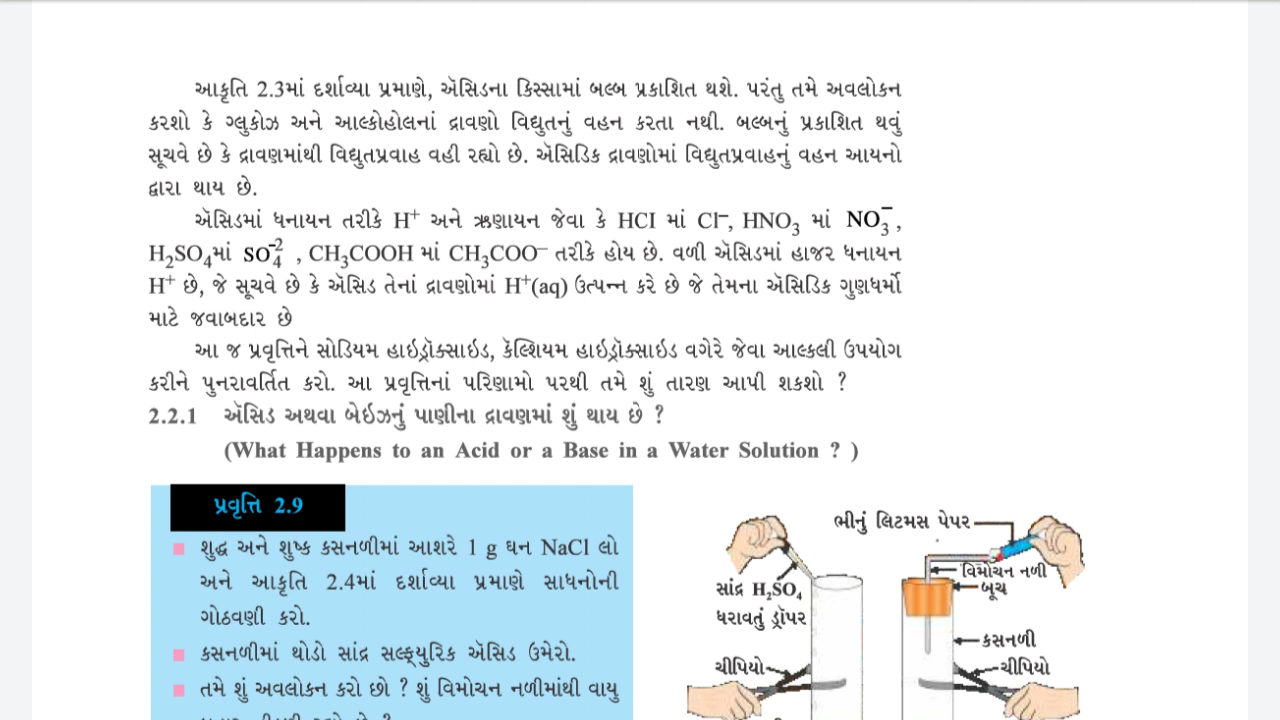 આકૃતિ 2.3માં દર્શાવ્યા પ્રમાણે, ઍસિડના કિસ્સામાં બલ્બ પ્રકાશિત થશે. પરંતુ તમે અવલોકન
કરશો કે ગ્લુકોઝ અને આલ્કોહોલનાં દ્રાવણો વિદ્યુતનું વહન કરતા નથી. બલ્બનું પ્રકાશિત થવું
સૂચવે છે કે દ્રાવણમાંથી વિદ્યુતપ્રવાહ વહી રહ્યો છે. ઍસિડિક દ્રાવણોમાં વિદ્યુતપ્રવાહનું વહન આયનો
દ્વારા થાય છે.
ઍસિડમાં ધનાયન તરીકે H⁺ અને ઋણાયન જેવા કે HCl માં Cl⁻, HNO₃ માં NO₃⁻,
H₂SO₄માં SO₄⁻², CH₃COOH માં CH₃COO⁻ તરીકે હોય છે. વળી ઍસિડમાં હાજર ધનાયન
H⁺ છે, જે સૂચવે છે કે ઍસિડ તેનાં દ્રાવણોમાં H⁺(aq) ઉત્પન્ન કરે છે જે તેમના ઍસિડિક ગુણધર્મો
માટે જવાબદાર છે
આ જ પ્રવૃત્તિને સોડિયમ હાઇડ્રૉક્સાઇડ, કૅલ્શિયમ હાઇડ્રૉક્સાઇડ વગેરે જેવા આલ્કલી ઉપયોગ
કરીને પુનરાવર્તિત કરો. આ પ્રવૃત્તિનાં પરિણામો પરથી તમે શું તારણ આપી શકશો ?
2.2.1 ઍસિડ અથવા બેઇઝનું પાણીના દ્રાવણમાં શું થાય છે ?
(What Happens to an Acid or a Base in a Water Solution ? )
પ્રવૃત્તિ 2.9
શુદ્ધ અને શુષ્ક કસનળીમાં આશરે 1 g ઘન NaCl લો
અને આકૃતિ 2.4માં દર્શાવ્યા પ્રમાણે સાધનોની
ગોઠવણી કરો.
કસનળીમાં થોડો સાંદ્ર સલ્ફ્યુરિક ઍસિડ ઉમેરો.
તમે શું અવલોકન કરો છો ? શું વિમોચન નળીમાંથી વાયુ
ભીનું લિટમસ પેપર
વિમોચન નળી
બૂચ
સાંદ્ર H₂SO₄
ધરાવતું ડ્રૉપર
કસનળી
ચીપિયો
ચીપિયો